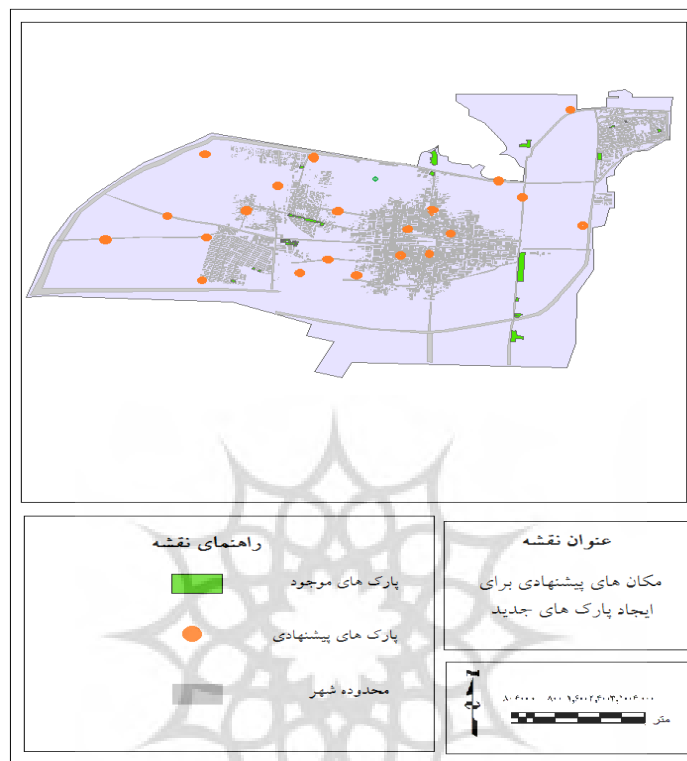 عنوان نقشه
مکان های پیشنهادی برای
ایجاد پارک های جدید
راهنمای نقشه
پارک های موجود
پارک های پیشنهادی
محدوده شهر
متر